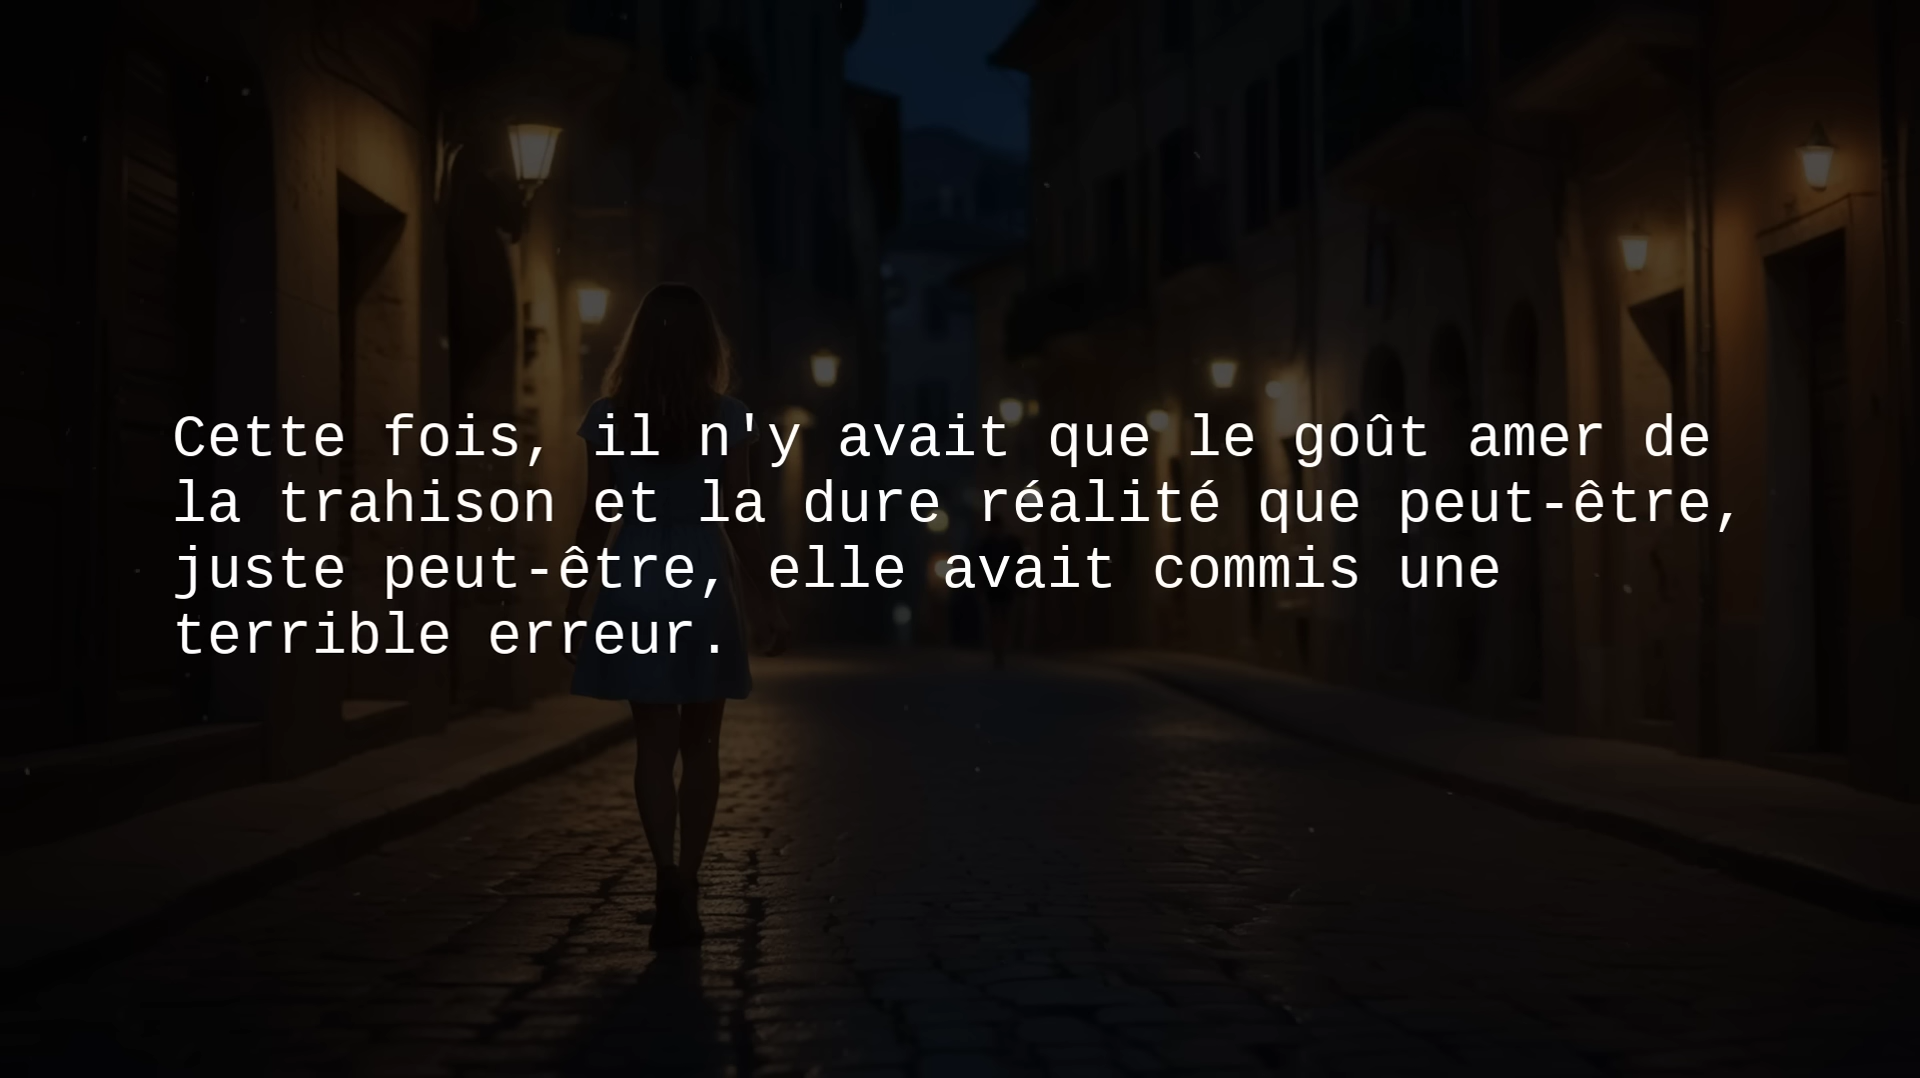 Cette fois, il n'y avait que le goût amer de
la trahison et la dure réalité que peut-être,
juste peut-être, elle avait commis une
terrible erreur.